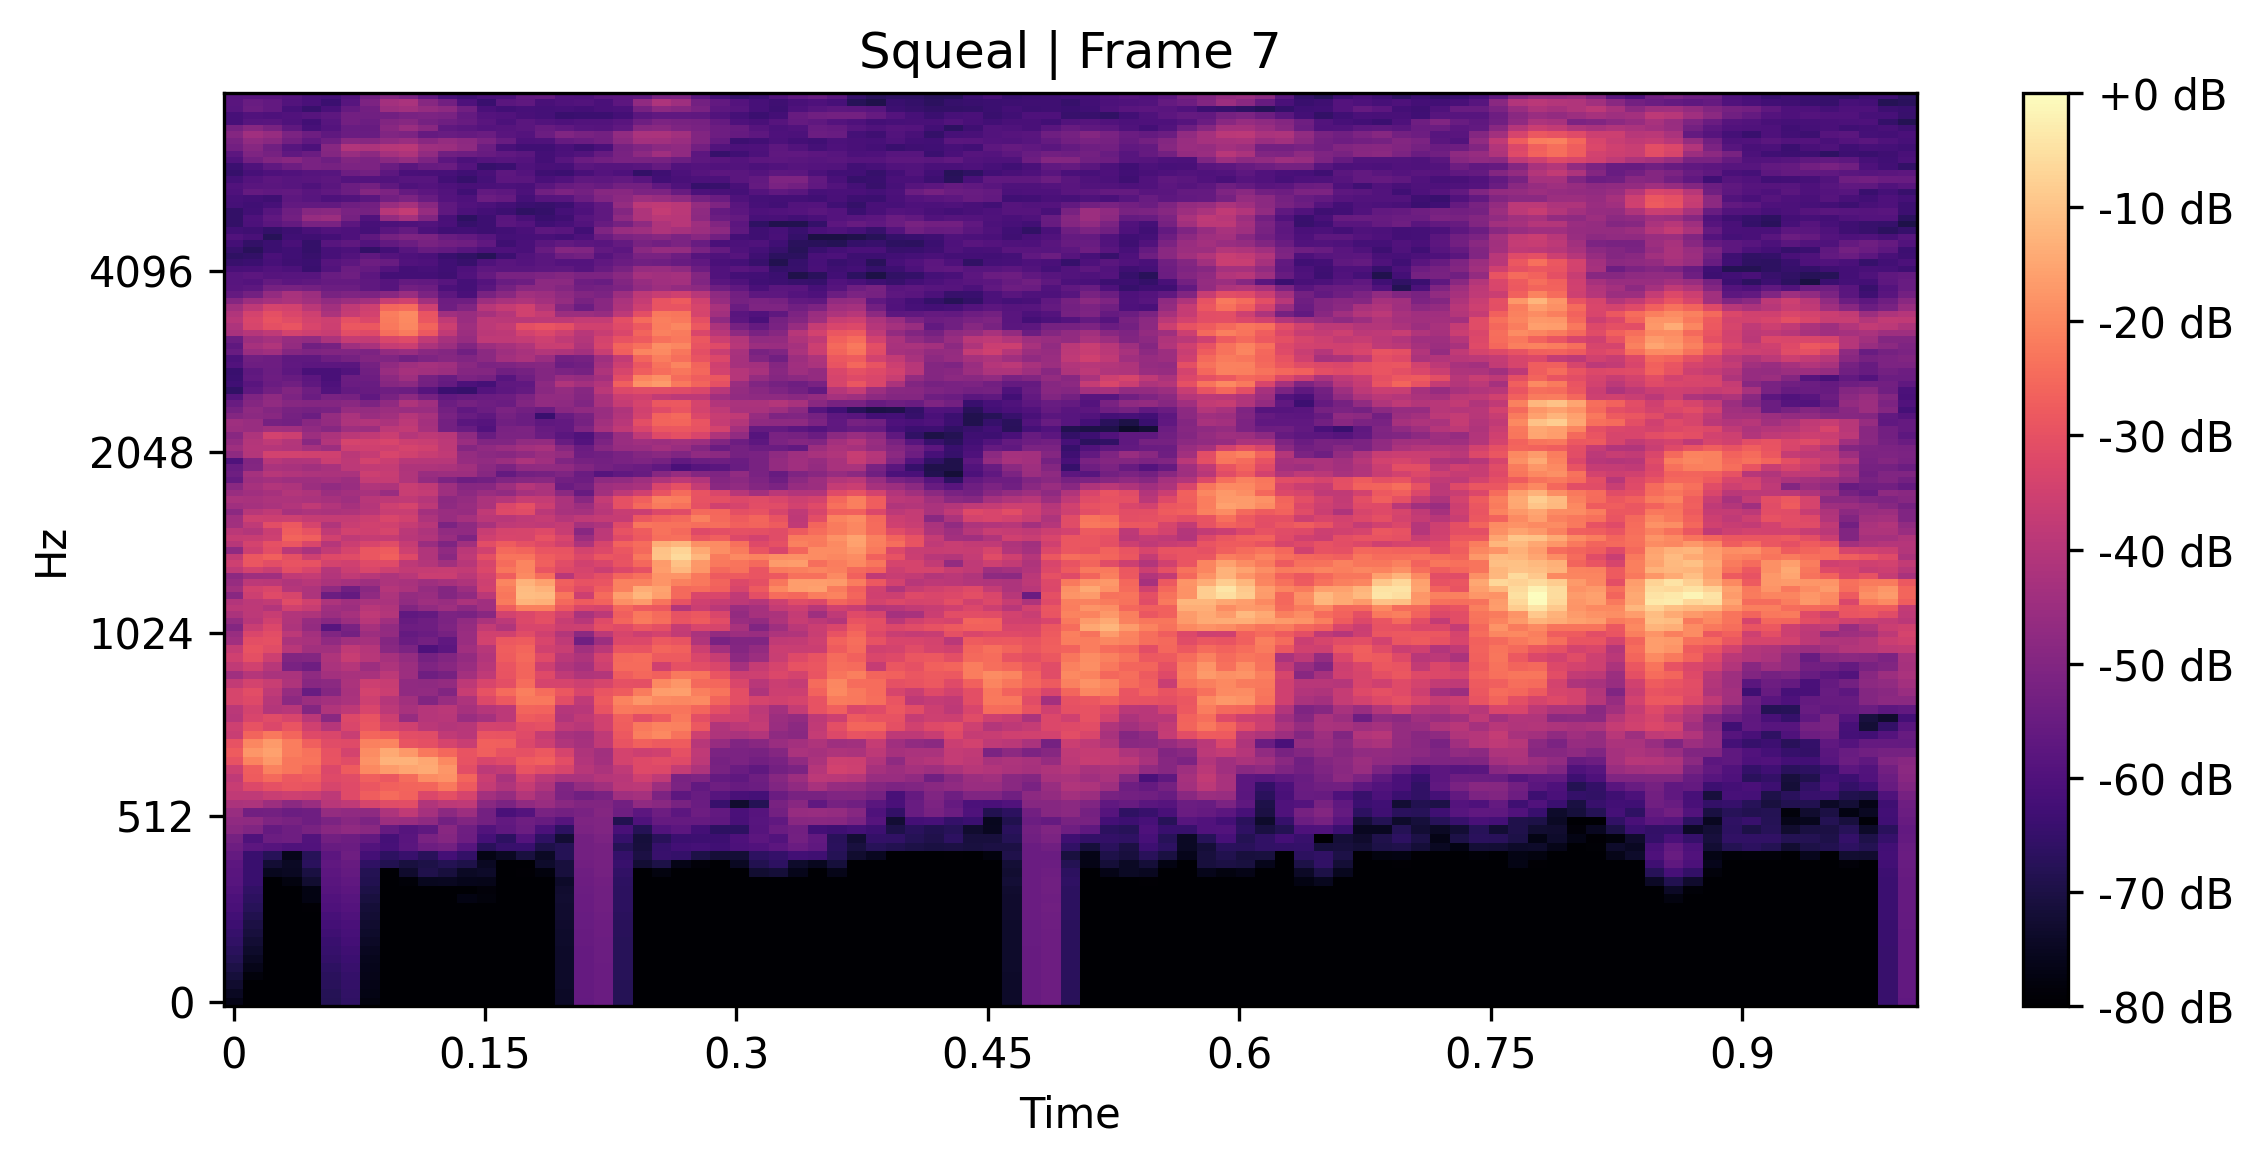 Squeal | Frame 7
Hz
4096
2048
1024
512
0
0 0.15 0.3 0.45 0.6 0.75 0.9
Time
+0 dB
-10 dB
-20 dB
-30 dB
-40 dB
-50 dB
-60 dB
-70 dB
-80 dB